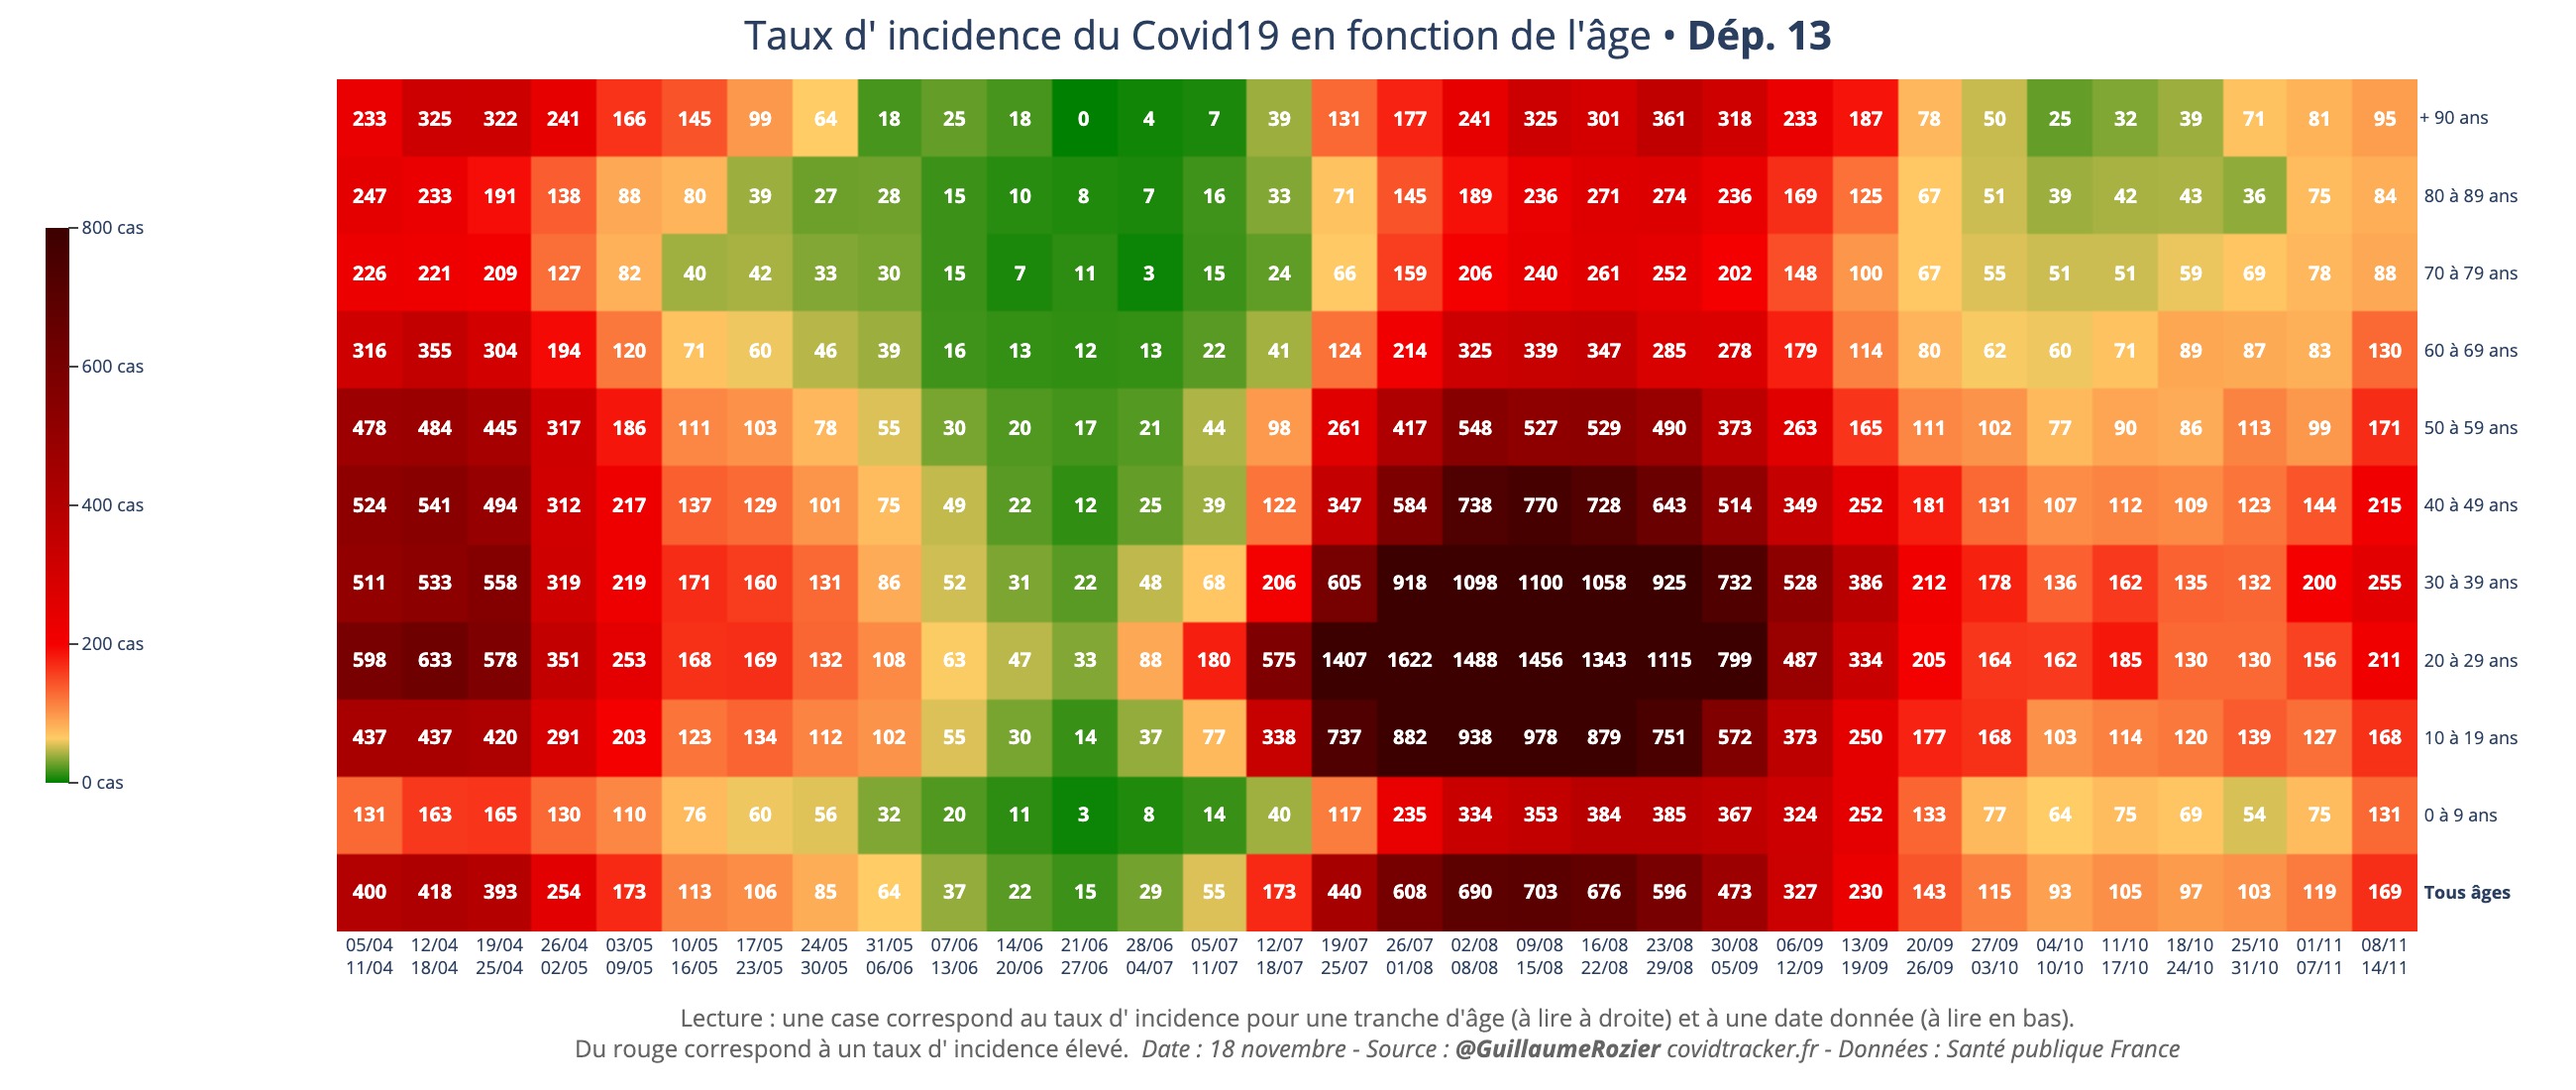 Taux d' incidence du Covid19 en fonction de l'âge • Dép. 13
800 cas
600 cas
400 cas
200 cas
0 cas
233 325 322 241 166 145 99 64 18 25 18 0 4 7 39 131 177 241 325 301 361 318 233 187 78 50 25 32 39 71 81 95 + 90 ans
247 233 191 138 88 80 39 27 28 15 10 8 7 16 33 71 145 189 236 271 274 236 169 125 67 51 39 42 43 36 75 84 80 à 89 ans
226 221 209 127 82 40 42 33 30 15 7 11 3 15 24 66 159 206 240 261 252 202 148 100 67 55 51 51 59 69 78 88 70 à 79 ans
316 355 304 194 120 71 60 46 39 16 13 12 13 22 41 124 214 325 339 347 285 278 179 114 80 62 60 71 89 87 83 130 60 à 69 ans
478 484 445 317 186 111 103 78 55 30 20 17 21 44 98 261 417 548 527 529 490 373 263 165 111 102 77 90 86 113 99 171 50 à 59 ans
524 541 494 312 217 137 129 101 75 49 22 12 25 39 122 347 584 738 770 728 643 514 349 252 181 131 107 112 109 123 144 215 40 à 49 ans
511 533 558 319 219 171 160 131 86 52 31 22 48 68 206 605 918 1098 1100 1058 925 732 528 386 212 178 136 162 135 132 200 255 30 à 39 ans
598 633 578 351 253 168 169 132 108 63 47 33 88 180 575 1407 1622 1488 1456 1343 1115 799 487 334 205 164 162 185 130 130 156 211 20 à 29 ans
437 437 420 291 203 123 134 112 102 55 30 14 37 77 338 737 882 938 978 879 751 572 373 250 177 168 103 114 120 139 127 168 10 à 19 ans
131 163 165 130 110 76 60 56 32 20 11 3 8 14 40 117 235 334 353 384 385 367 324 252 133 77 64 75 69 54 75 131 0 à 9 ans
400 418 393 254 173 113 106 85 64 37 22 15 29 55 173 440 608 690 703 676 596 473 327 230 143 115 93 105 97 103 119 169 Tous âges
05/04 12/04 19/04 26/04 03/05 10/05 17/05 24/05 31/05 07/06 14/06 21/06 28/06 05/07 12/07 19/07 26/07 02/08 09/08 16/08 23/08 30/08 06/09 13/09 20/09 27/09 04/10 11/10 18/10 25/10 01/11 08/11
11/04 18/04 25/04 02/05 09/05 16/05 23/05 30/05 06/06 13/06 20/06 27/06 04/07 11/07 18/07 25/07 01/08 08/08 15/08 22/08 29/08 05/09 12/09 19/09 26/09 03/10 10/10 17/10 24/10 31/10 07/11 14/11
Lecture : une case correspond au taux d' incidence pour une tranche d'âge (à lire à droite) et à une date donnée (à lire en bas).
Du rouge correspond à un taux d' incidence élevé. Date : 18 novembre - Source : @GuillaumeRozier covidtracker.fr - Données : Santé publique France